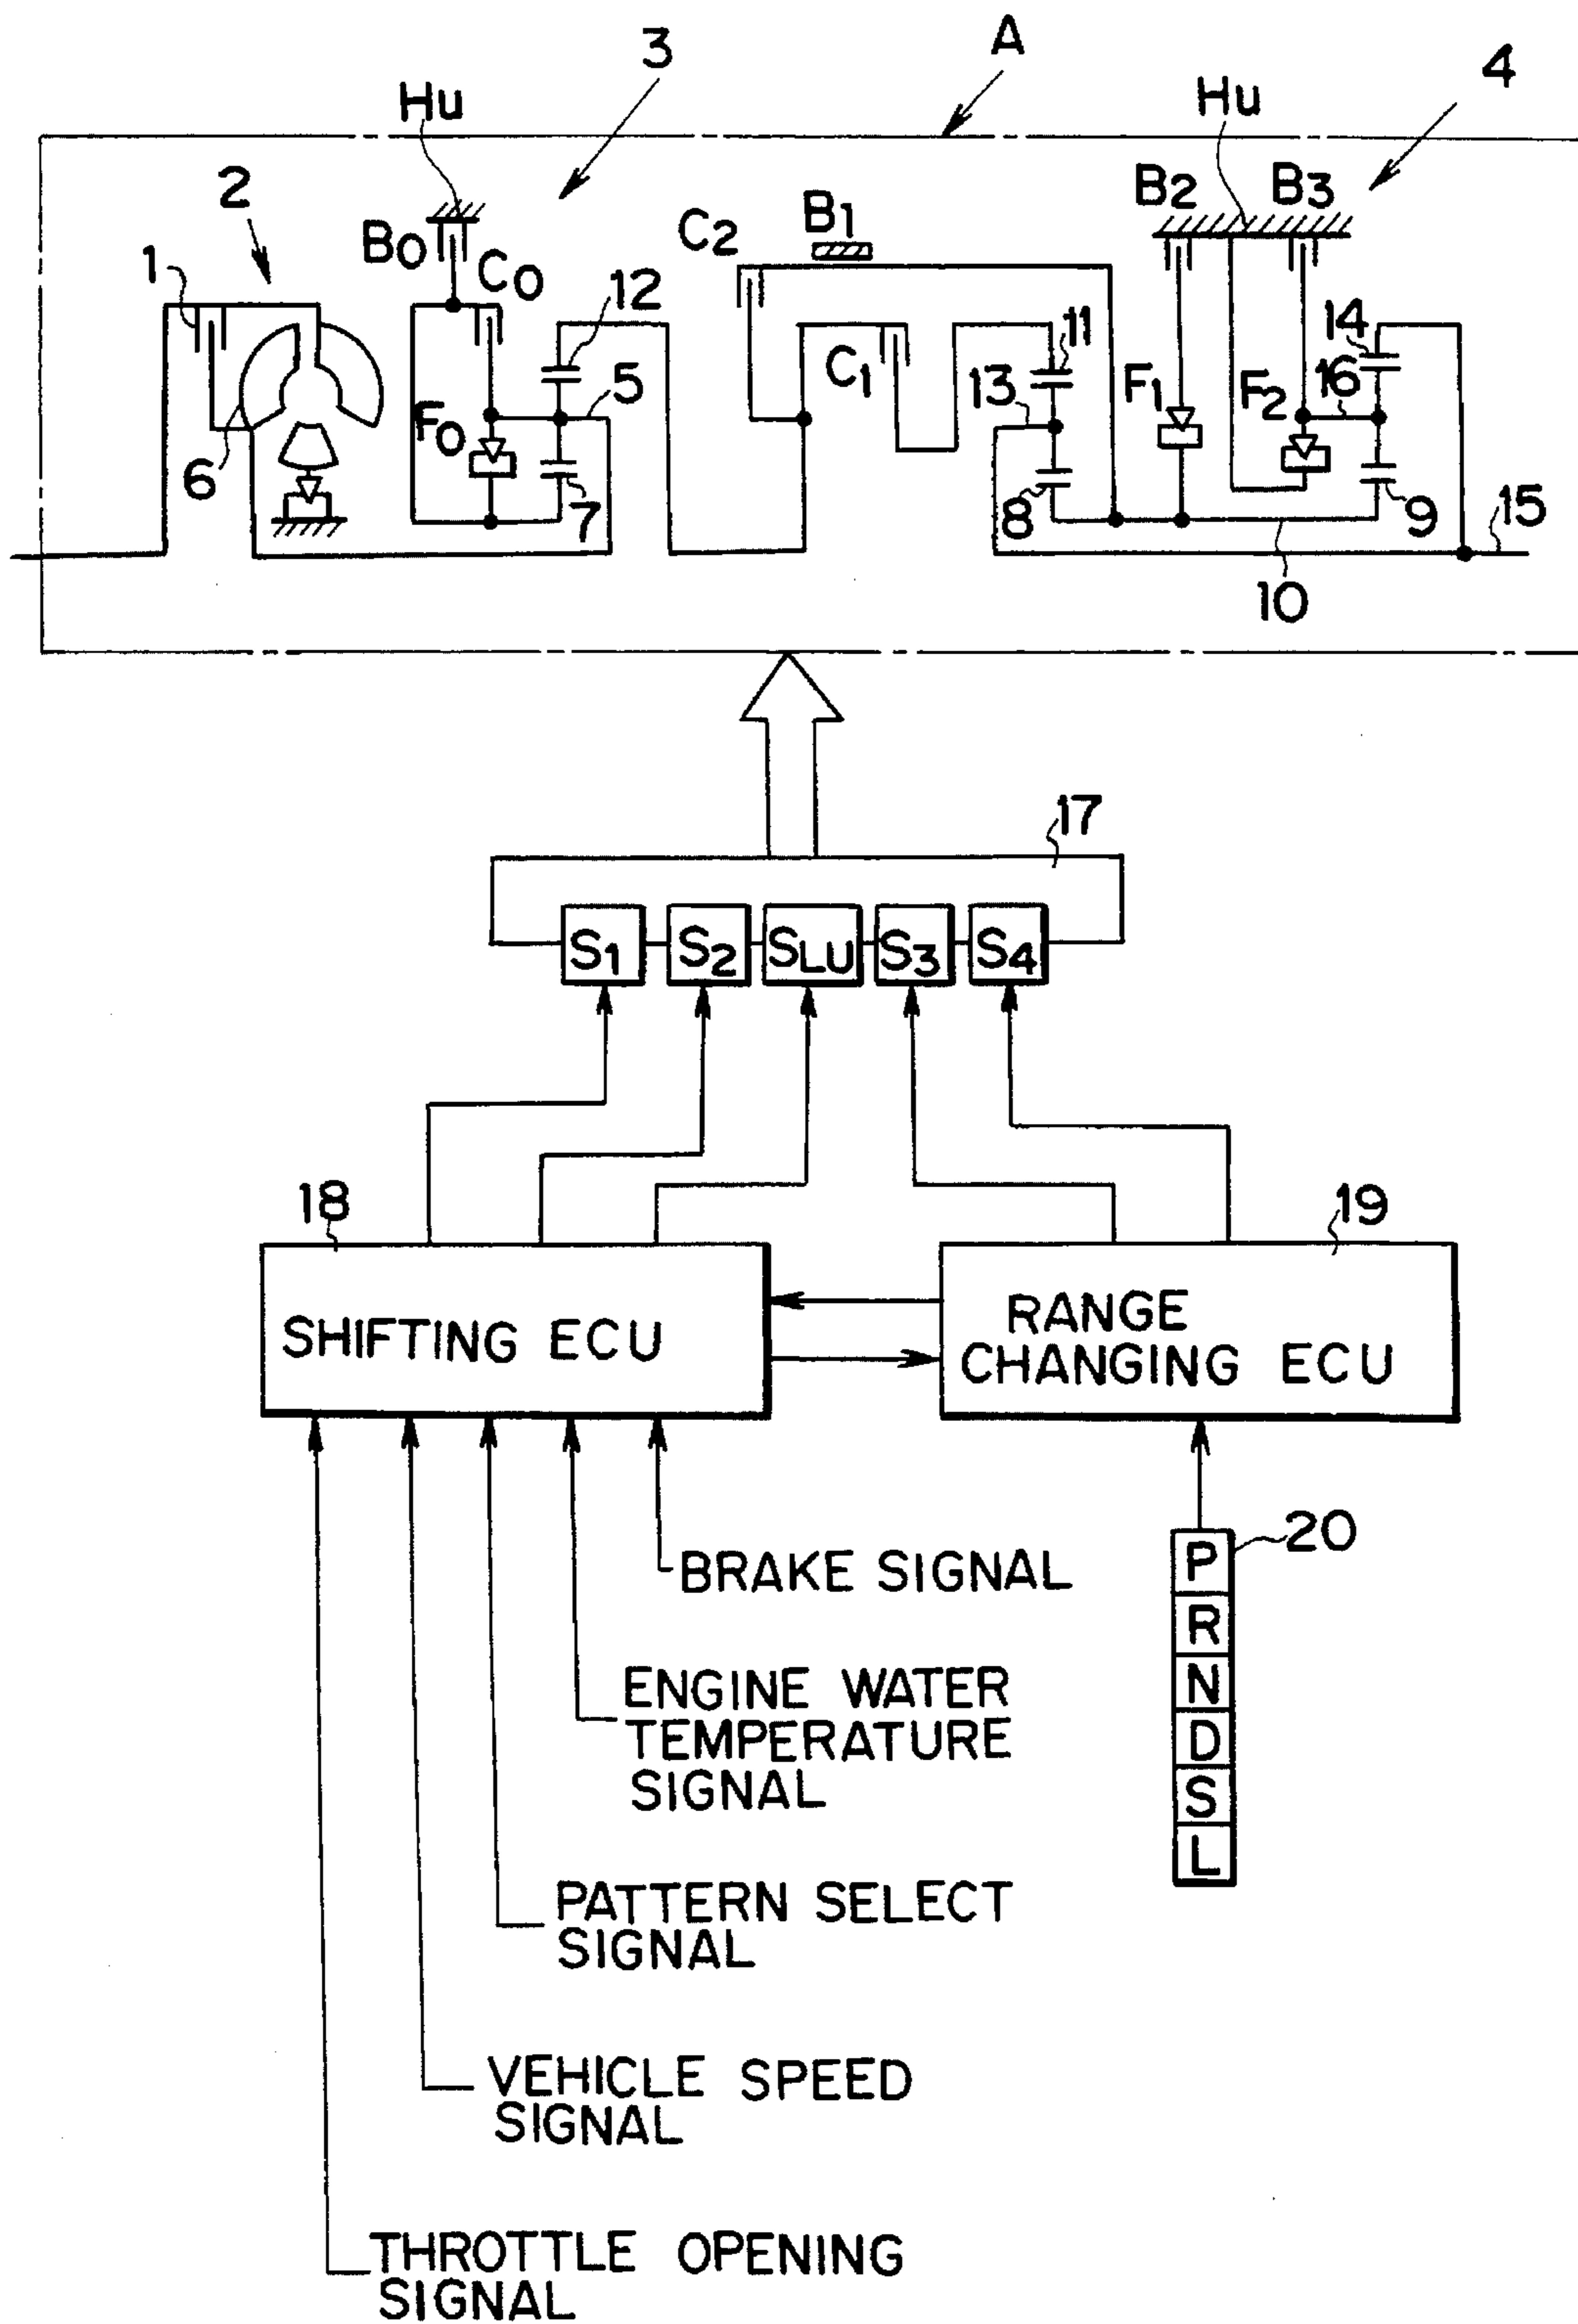 3
A
4
Hu
Hu
2
B0
C0
C2
B1
B2
B3
1
12
11
14
5
C1
13
F1
F2
16
F0
6
7
8
9
15
10
17
S1
S2
SLU
S3
S4
18
19
SHIFTING ECU
RANGE
CHANGING ECU
20
P
R
N
D
S
L
BRAKE SIGNAL
ENGINE WATER
TEMPERATURE
SIGNAL
PATTERN SELECT
SIGNAL
VEHICLE SPEED
SIGNAL
THROTTLE OPENING
SIGNAL